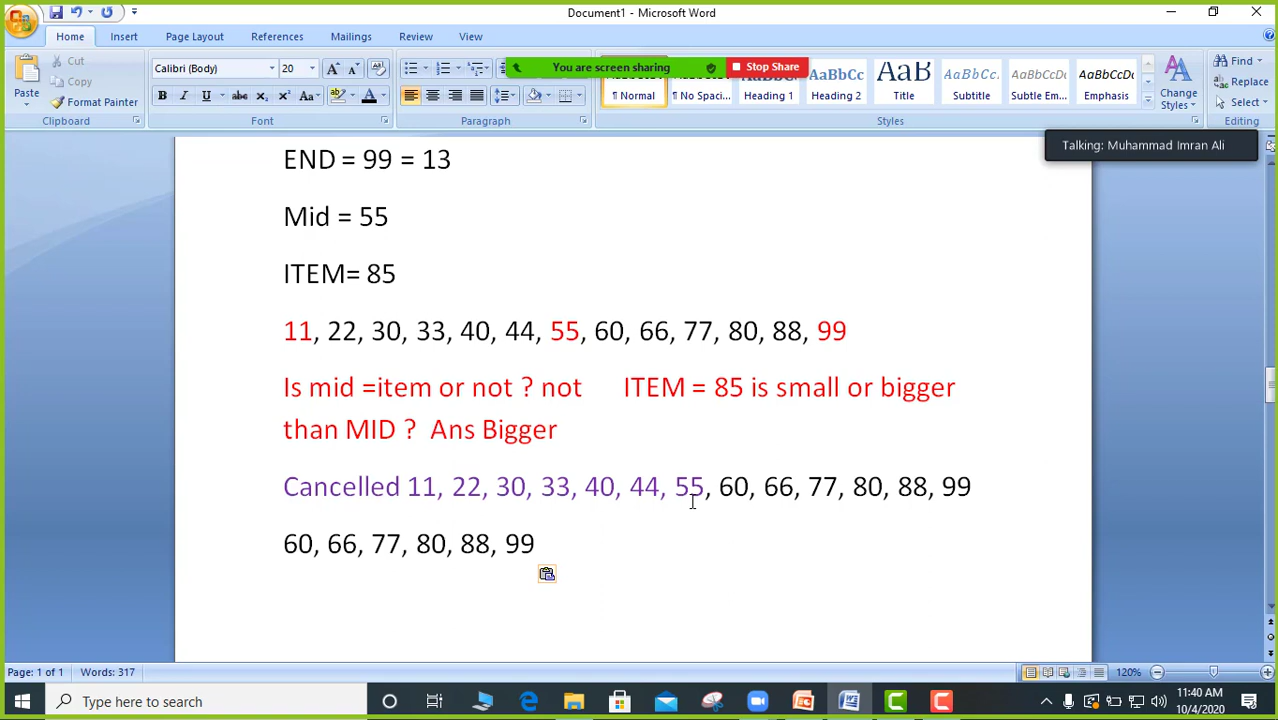 Document1 - Microsoft Word
Home Insert Page Layout References Mailings Review View
You are screen sharing Stop Share
Paste Cut Copy Format Painter Clipboard
Calibri (Body) 20 Font
Paragraph
¶ Normal ¶ No Spaci... Heading 1 Heading 2 Title Subtitle Subtle Em... Emphasis Change Styles Styles
Find Replace Select Editing
Talking: Muhammad Imran Ali
END = 99 = 13
Mid = 55
ITEM= 85
11, 22, 30, 33, 40, 44, 55, 60, 66, 77, 80, 88, 99
Is mid =item or not ? not ITEM = 85 is small or bigger
than MID ? Ans Bigger
Cancelled 11, 22, 30, 33, 40, 44, 55, 60, 66, 77, 80, 88, 99
60, 66, 77, 80, 88, 99
Page: 1 of 1 Words: 317 120%
Type here to search
11:40 AM
10/4/2020